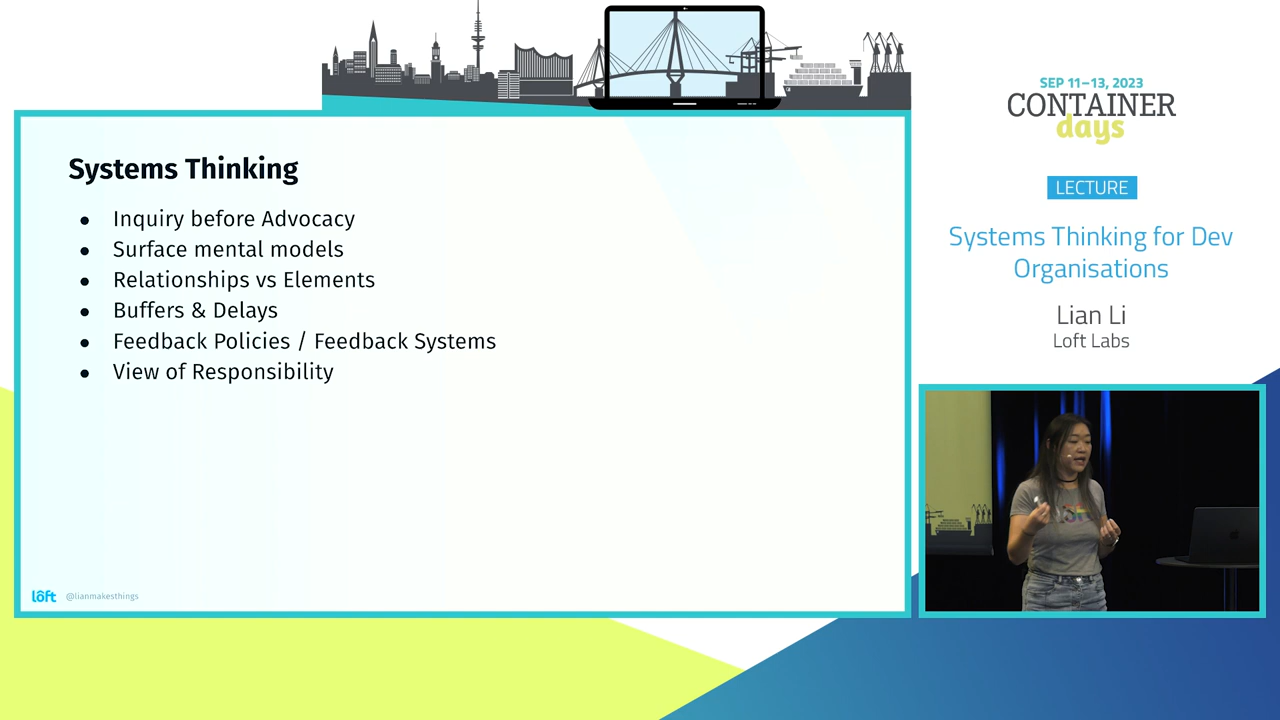 SEP 11–13, 2023
CONTAINER
days
LECTURE
Systems Thinking for Dev
Organisations
Lian Li
Loft Labs
Systems Thinking
● Inquiry before Advocacy
● Surface mental models
● Relationships vs Elements
● Buffers & Delays
● Feedback Policies / Feedback Systems
● View of Responsibility
lôft @lianmakesthings